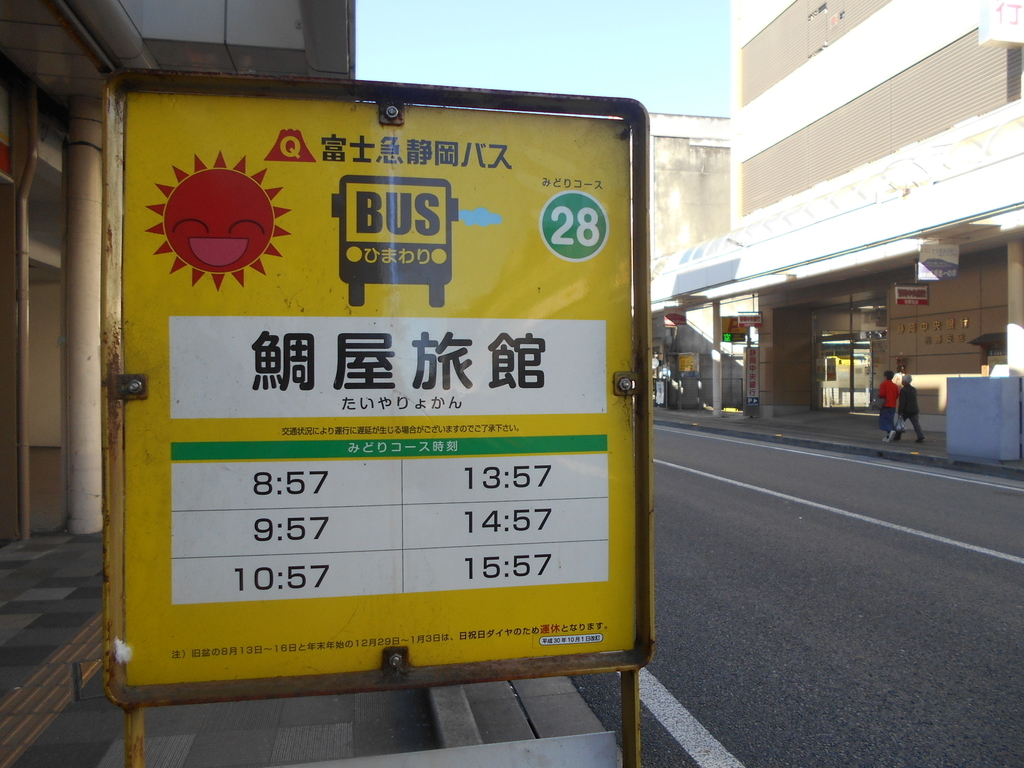 Q 富士急静岡バス
BUS
ひまわり
みどりコース
28
鯛屋旅館
たいやりょかん
交通状況により運行に遅延が生じる場合がございますのでご了承下さい。
みどりコース時刻
8:57 13:57
9:57 14:57
10:57 15:57
注）旧盆の8月13日～16日と年末年始の12月29日～1月3日は、日祝日ダイヤのため運休となります。
平成30年10月1日改訂
行
静岡中央銀行